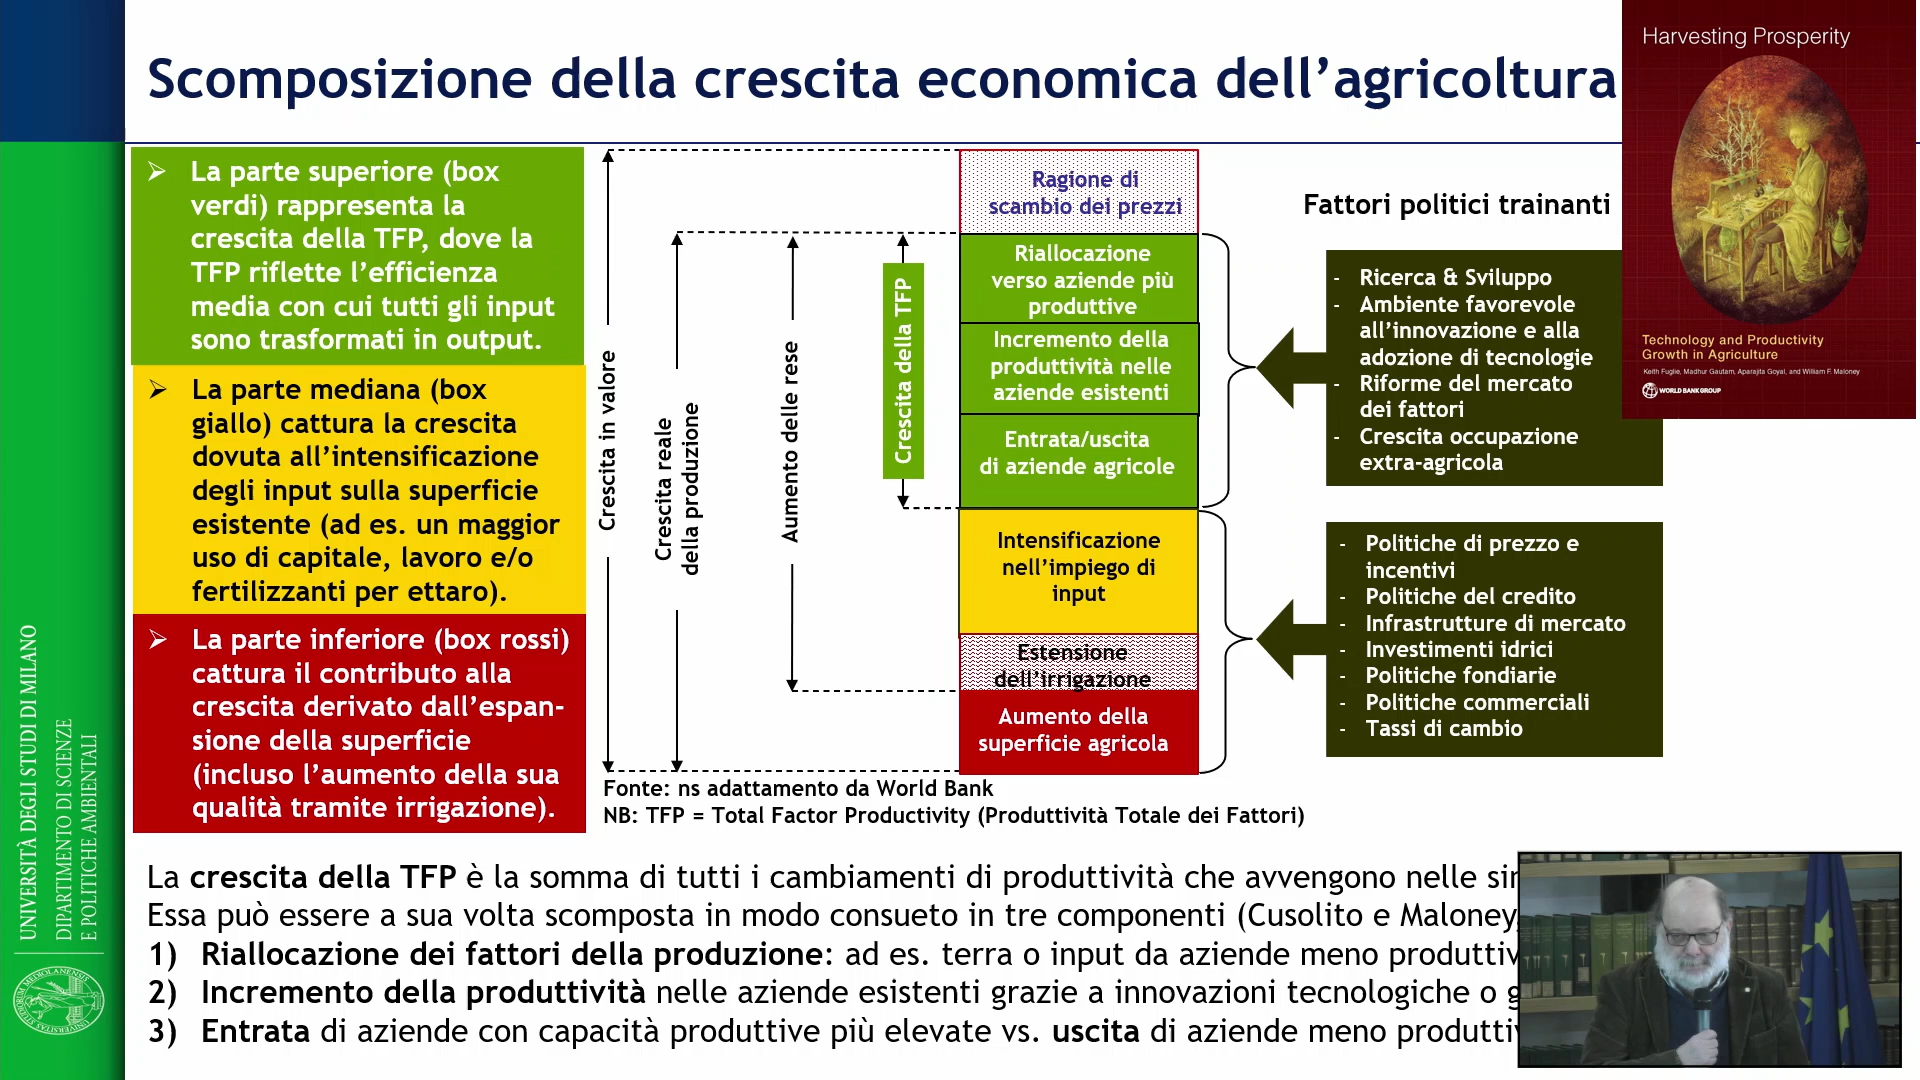 Scomposizione della crescita economica dell’agricoltura
Harvesting Prosperity
Technology and Productivity
Growth in Agriculture
Keith Fuglie, Madhur Gautam, Aparajita Goyal, and William F. Maloney
WORLD BANK GROUP
➢ La parte superiore (box
verdi) rappresenta la
crescita della TFP, dove la
TFP riflette l’efficienza
media con cui tutti gli input
sono trasformati in output.
➢ La parte mediana (box
giallo) cattura la crescita
dovuta all’intensificazione
degli input sulla superficie
esistente (ad es. un maggior
uso di capitale, lavoro e/o
fertilizzanti per ettaro).
➢ La parte inferiore (box rossi)
cattura il contributo alla
crescita derivato dall’espan-
sione della superficie
(incluso l’aumento della sua
qualità tramite irrigazione).
Crescita in valore
Crescita reale
della produzione
Aumento delle rese
Crescita della TFP
Ragione di
scambio dei prezzi
Riallocazione
verso aziende più
produttive
Incremento della
produttività nelle
aziende esistenti
Entrata/uscita
di aziende agricole
Intensificazione
nell’impiego di
input
Estensione
dell’irrigazione
Aumento della
superficie agricola
Fattori politici trainanti
- Ricerca & Sviluppo
- Ambiente favorevole
all’innovazione e alla
adozione di tecnologie
- Riforme del mercato
dei fattori
- Crescita occupazione
extra-agricola
- Politiche di prezzo e
incentivi
- Politiche del credito
- Infrastrutture di mercato
- Investimenti idrici
- Politiche fondiarie
- Politiche commerciali
- Tassi di cambio
Fonte: ns adattamento da World Bank
NB: TFP = Total Factor Productivity (Produttività Totale dei Fattori)
La crescita della TFP è la somma di tutti i cambiamenti di produttività che avvengono nelle
Essa può essere a sua volta scomposta in modo consueto in tre componenti (Cusolito e Maloney,
1) Riallocazione dei fattori della produzione: ad es. terra o input da aziende meno
2) Incremento della produttività nelle aziende esistenti grazie a innovazioni tecnologiche o
3) Entrata di aziende con capacità produttive più elevate vs. uscita di aziende meno
UNIVERSITÀ DEGLI STUDI DI MILANO
DIPARTIMENTO DI SCIENZE
E POLITICHE AMBIENTALI